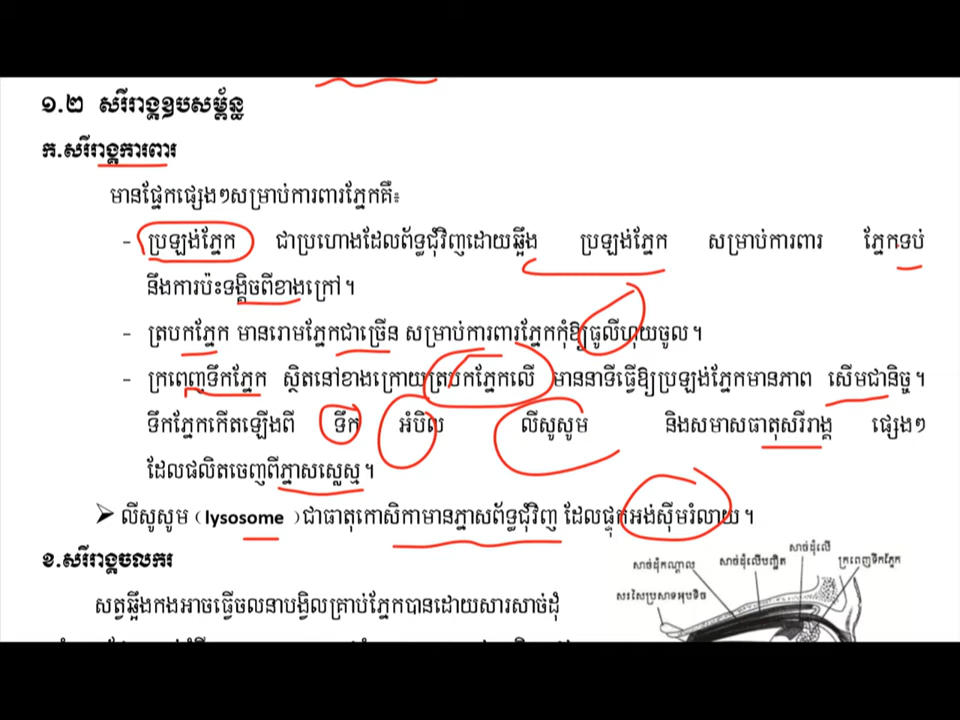 ១.២ សរីរាង្គឧបសម្ព័ន្ធ
ក.សរីរាង្គការពារ
មានផ្នែកផ្សេងៗសម្រាប់ការពារភ្នែកគឺ៖
- ប្រឡង់ភ្នែក ជាប្រហោងដែលព័ទ្ធជុំវិញដោយឆ្អឹង ប្រឡង់ភ្នែក សម្រាប់ការពារ ភ្នែកទប់
នឹងការប៉ះទង្គិចពីខាងក្រៅ។
- ត្របកភ្នែក មានរោមភ្នែកជាច្រើន សម្រាប់ការពារភ្នែកកុំឱ្យធូលីហុយចូល។
- ក្រពេញទឹកភ្នែក ស្ថិតនៅខាងក្រោយត្របកភ្នែកលើ មាននាទីធ្វើឱ្យប្រឡង់ភ្នែកមានភាព សើមជានិច្ច។
ទឹកភ្នែកកើតឡើងពី ទឹក អំបិល លីសូសូម និងសមាសធាតុសរីរាង្គ ផ្សេងៗ
ដែលផលិតចេញពីភ្នាសស្លេស្ម។
➢ លីសូសូម (lysosome )ជាធាតុកោសិកាមានភ្នាសព័ទ្ធជុំវិញ ដែលផ្ទុកអង់ស៊ីមរំលាយ។
ខ.សរីរាង្គចលករ
សាច់ដុំកណ្តាល
សាច់ដុំលើបញ្ឆិត
សាច់ដុំលើ
ក្រពេញទឹកភ្នែក
សរសៃប្រសាទអុបទិច
សត្វឆ្អឹងកងអាចធ្វើចលនាបង្វិលគ្រាប់ភ្នែកបានដោយសារសាច់ដុំ